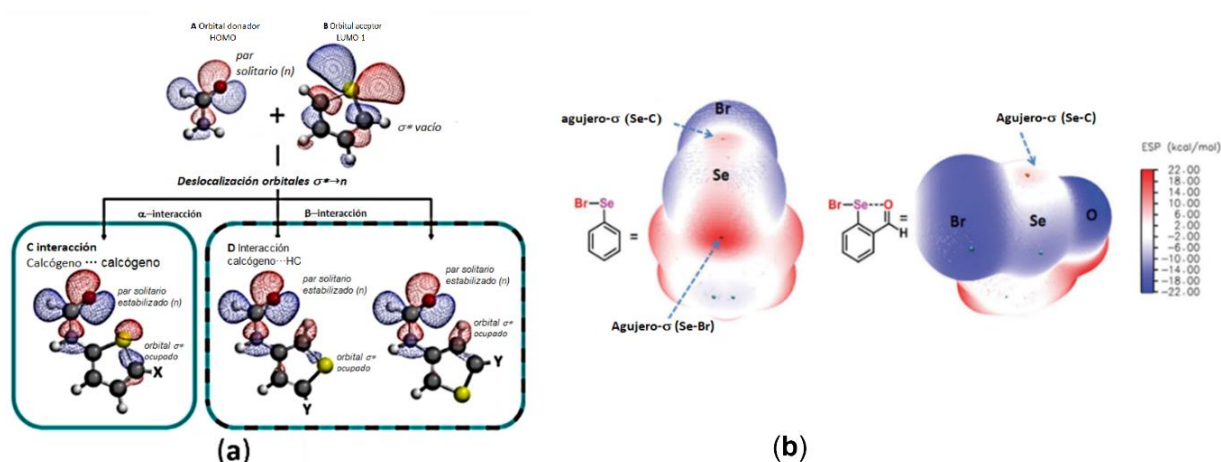 A Orbital donador
HOMO
B Orbital aceptor
LUMO 1
par
solitario (n)
+
σ* vacío
Deslocalización orbitales σ*→n
α–interacción
B–interacción
C interacción
Calcógeno ··· calcógeno
par solitario
estabilizado (n)
orbital σ*
ocupado
X
D Interacción
calcógeno···HC
par solitario
estabilizado (n)
orbital σ*
ocupado
Y
par solitario
estabilizado (n)
orbital σ*
ocupado
Y
(a)
agujero-σ (Se-C)
Br
Se
Br Se
=
Agujero-σ (Se-Br)
Agujero-σ (Se-C)
Br Se O
H
=
Br
Se
O
ESP (kcal/mol)
22.00
18.00
14.00
10.00
6.00
2.00
−2.00
−6.00
−10.00
−14.00
−18.00
−22.00
(b)